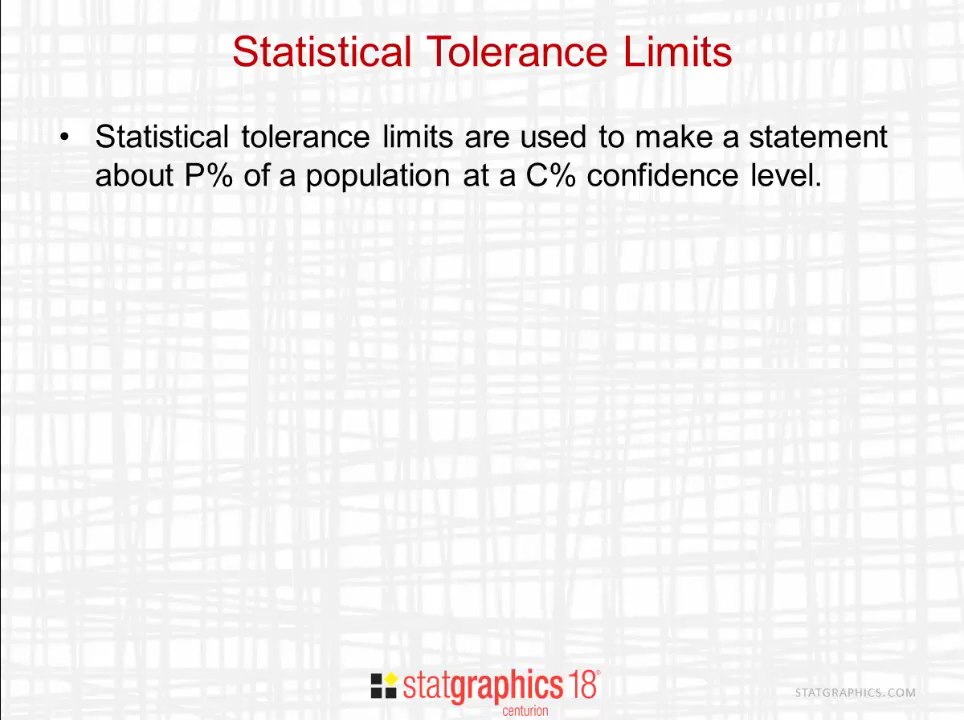 Statistical Tolerance Limits
• Statistical tolerance limits are used to make a statement
about P% of a population at a C% confidence level.
statgraphics 18®
centurion
STATGRAPHICS.COM